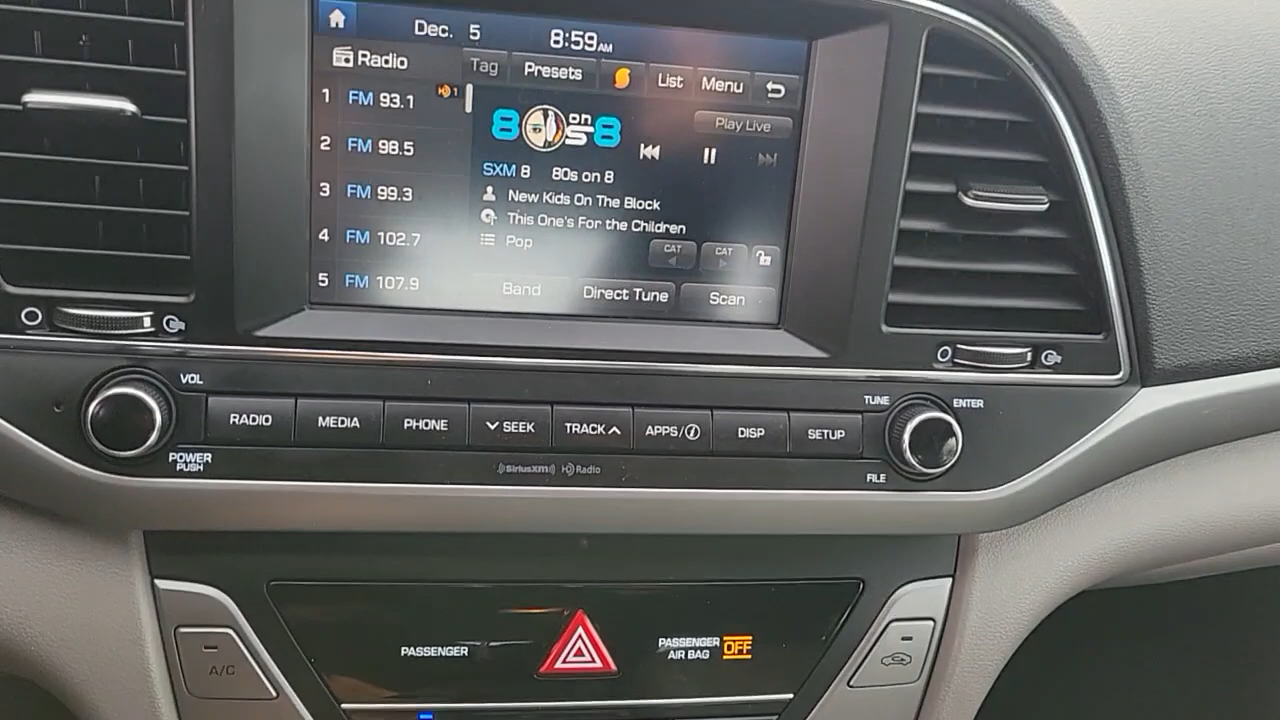 Dec. 5 8:59AM
Radio Tag Presets List Menu
1 FM 93.1 HD 1
2 FM 98.5
3 FM 99.3
4 FM 102.7
5 FM 107.9
80s on 8
Play Live
SXM 8 80s on 8
New Kids On The Block
This One's For the Children
Pop
CAT CAT
Band Direct Tune Scan
VOL
POWER
PUSH
RADIO MEDIA PHONE SEEK TRACK APPS/i DISP SETUP
TUNE ENTER
FILE
((SiriusXM)) HD Radio
PASSENGER
PASSENGER
AIR BAG OFF
A/C